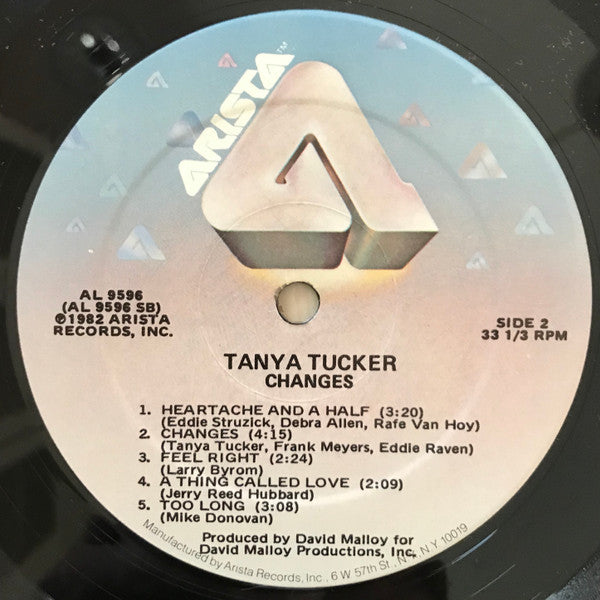 ARISTA™
AL 9596
(AL 9596 SB)
℗1982 ARISTA
RECORDS, INC.
SIDE 2
33 1/3 RPM
TANYA TUCKER
CHANGES
1. HEARTACHE AND A HALF (3:20)
(Eddie Struzick, Debra Allen, Rafe Van Hoy)
2. CHANGES (4:15)
(Tanya Tucker, Frank Meyers, Eddie Raven)
3. FEEL RIGHT (2:24)
(Larry Byrom)
4. A THING CALLED LOVE (2:09)
(Jerry Reed Hubbard)
5. TOO LONG (3:08)
(Mike Donovan)
Produced by David Malloy for
David Malloy Productions, Inc.
Manufactured by Arista Records, Inc., 6 W 57th St., N.Y., N.Y 10019